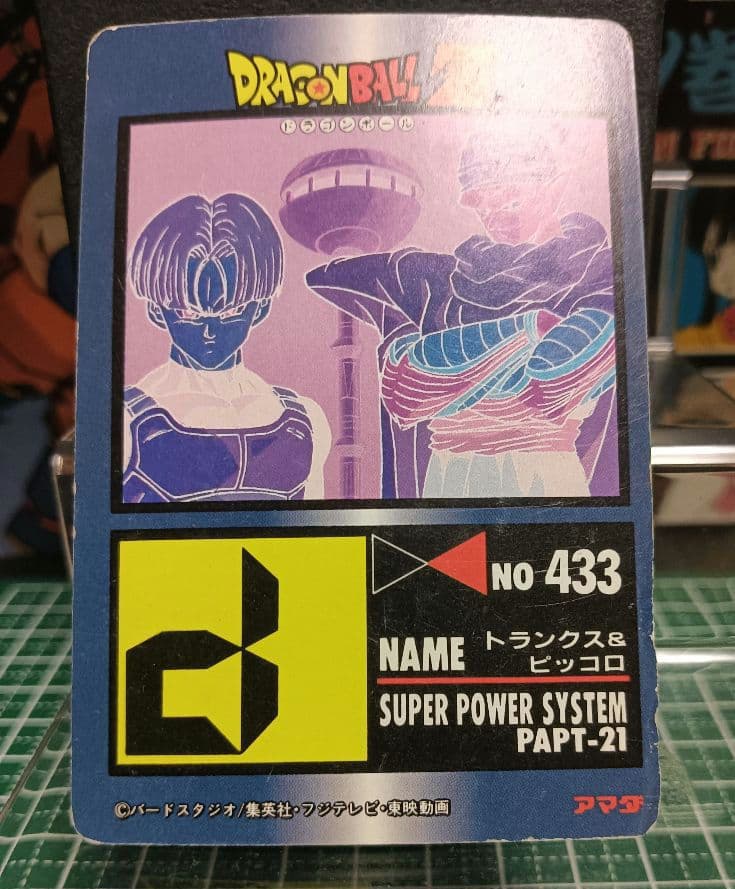 DRAGONBALL Z
ドラゴンボール
NO 433
NAME トランクス&
ピッコロ
SUPER POWER SYSTEM
PAPT-21
©バードスタジオ/集英社・フジテレビ・東映動画
アマダ